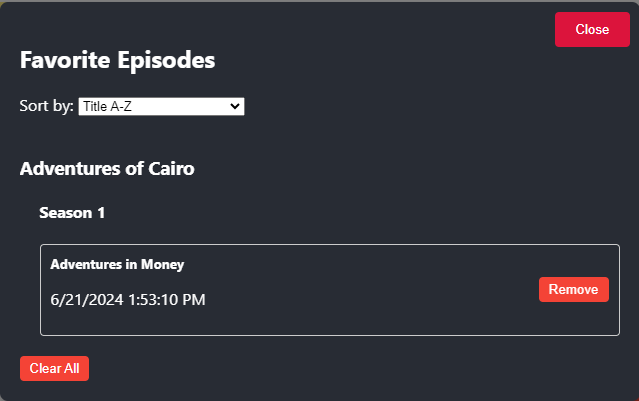 Close
Favorite Episodes
Sort by: Title A-Z
Adventures of Cairo
Season 1
Adventures in Money
6/21/2024 1:53:10 PM
Remove
Clear All